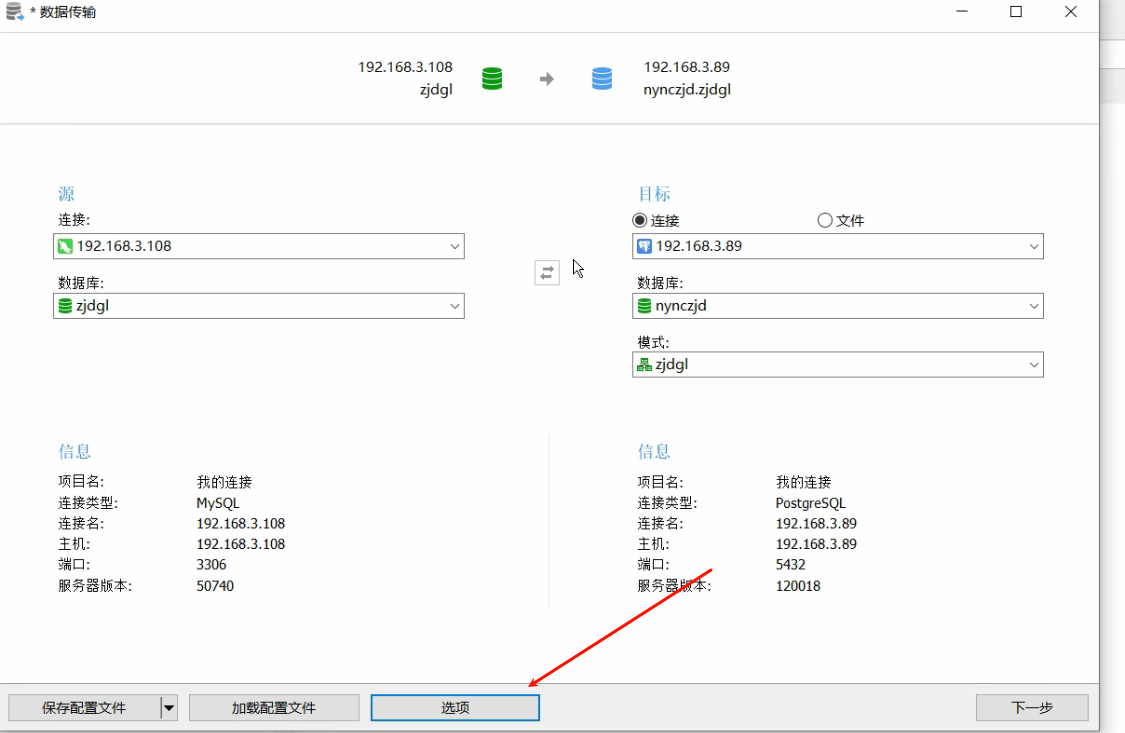 * 数据传输
192.168.3.108
zjdgl
192.168.3.89
nynczjd.zjdgl
源
连接:
192.168.3.108
数据库:
zjdgl
目标
连接
文件
192.168.3.89
数据库:
nynczjd
模式:
zjdgl
信息
项目名: 我的连接
连接类型: MySQL
连接名: 192.168.3.108
主机: 192.168.3.108
端口: 3306
服务器版本: 50740
信息
项目名: 我的连接
连接类型: PostgreSQL
连接名: 192.168.3.89
主机: 192.168.3.89
端口: 5432
服务器版本: 120018
保存配置文件
加载配置文件
选项
下一步